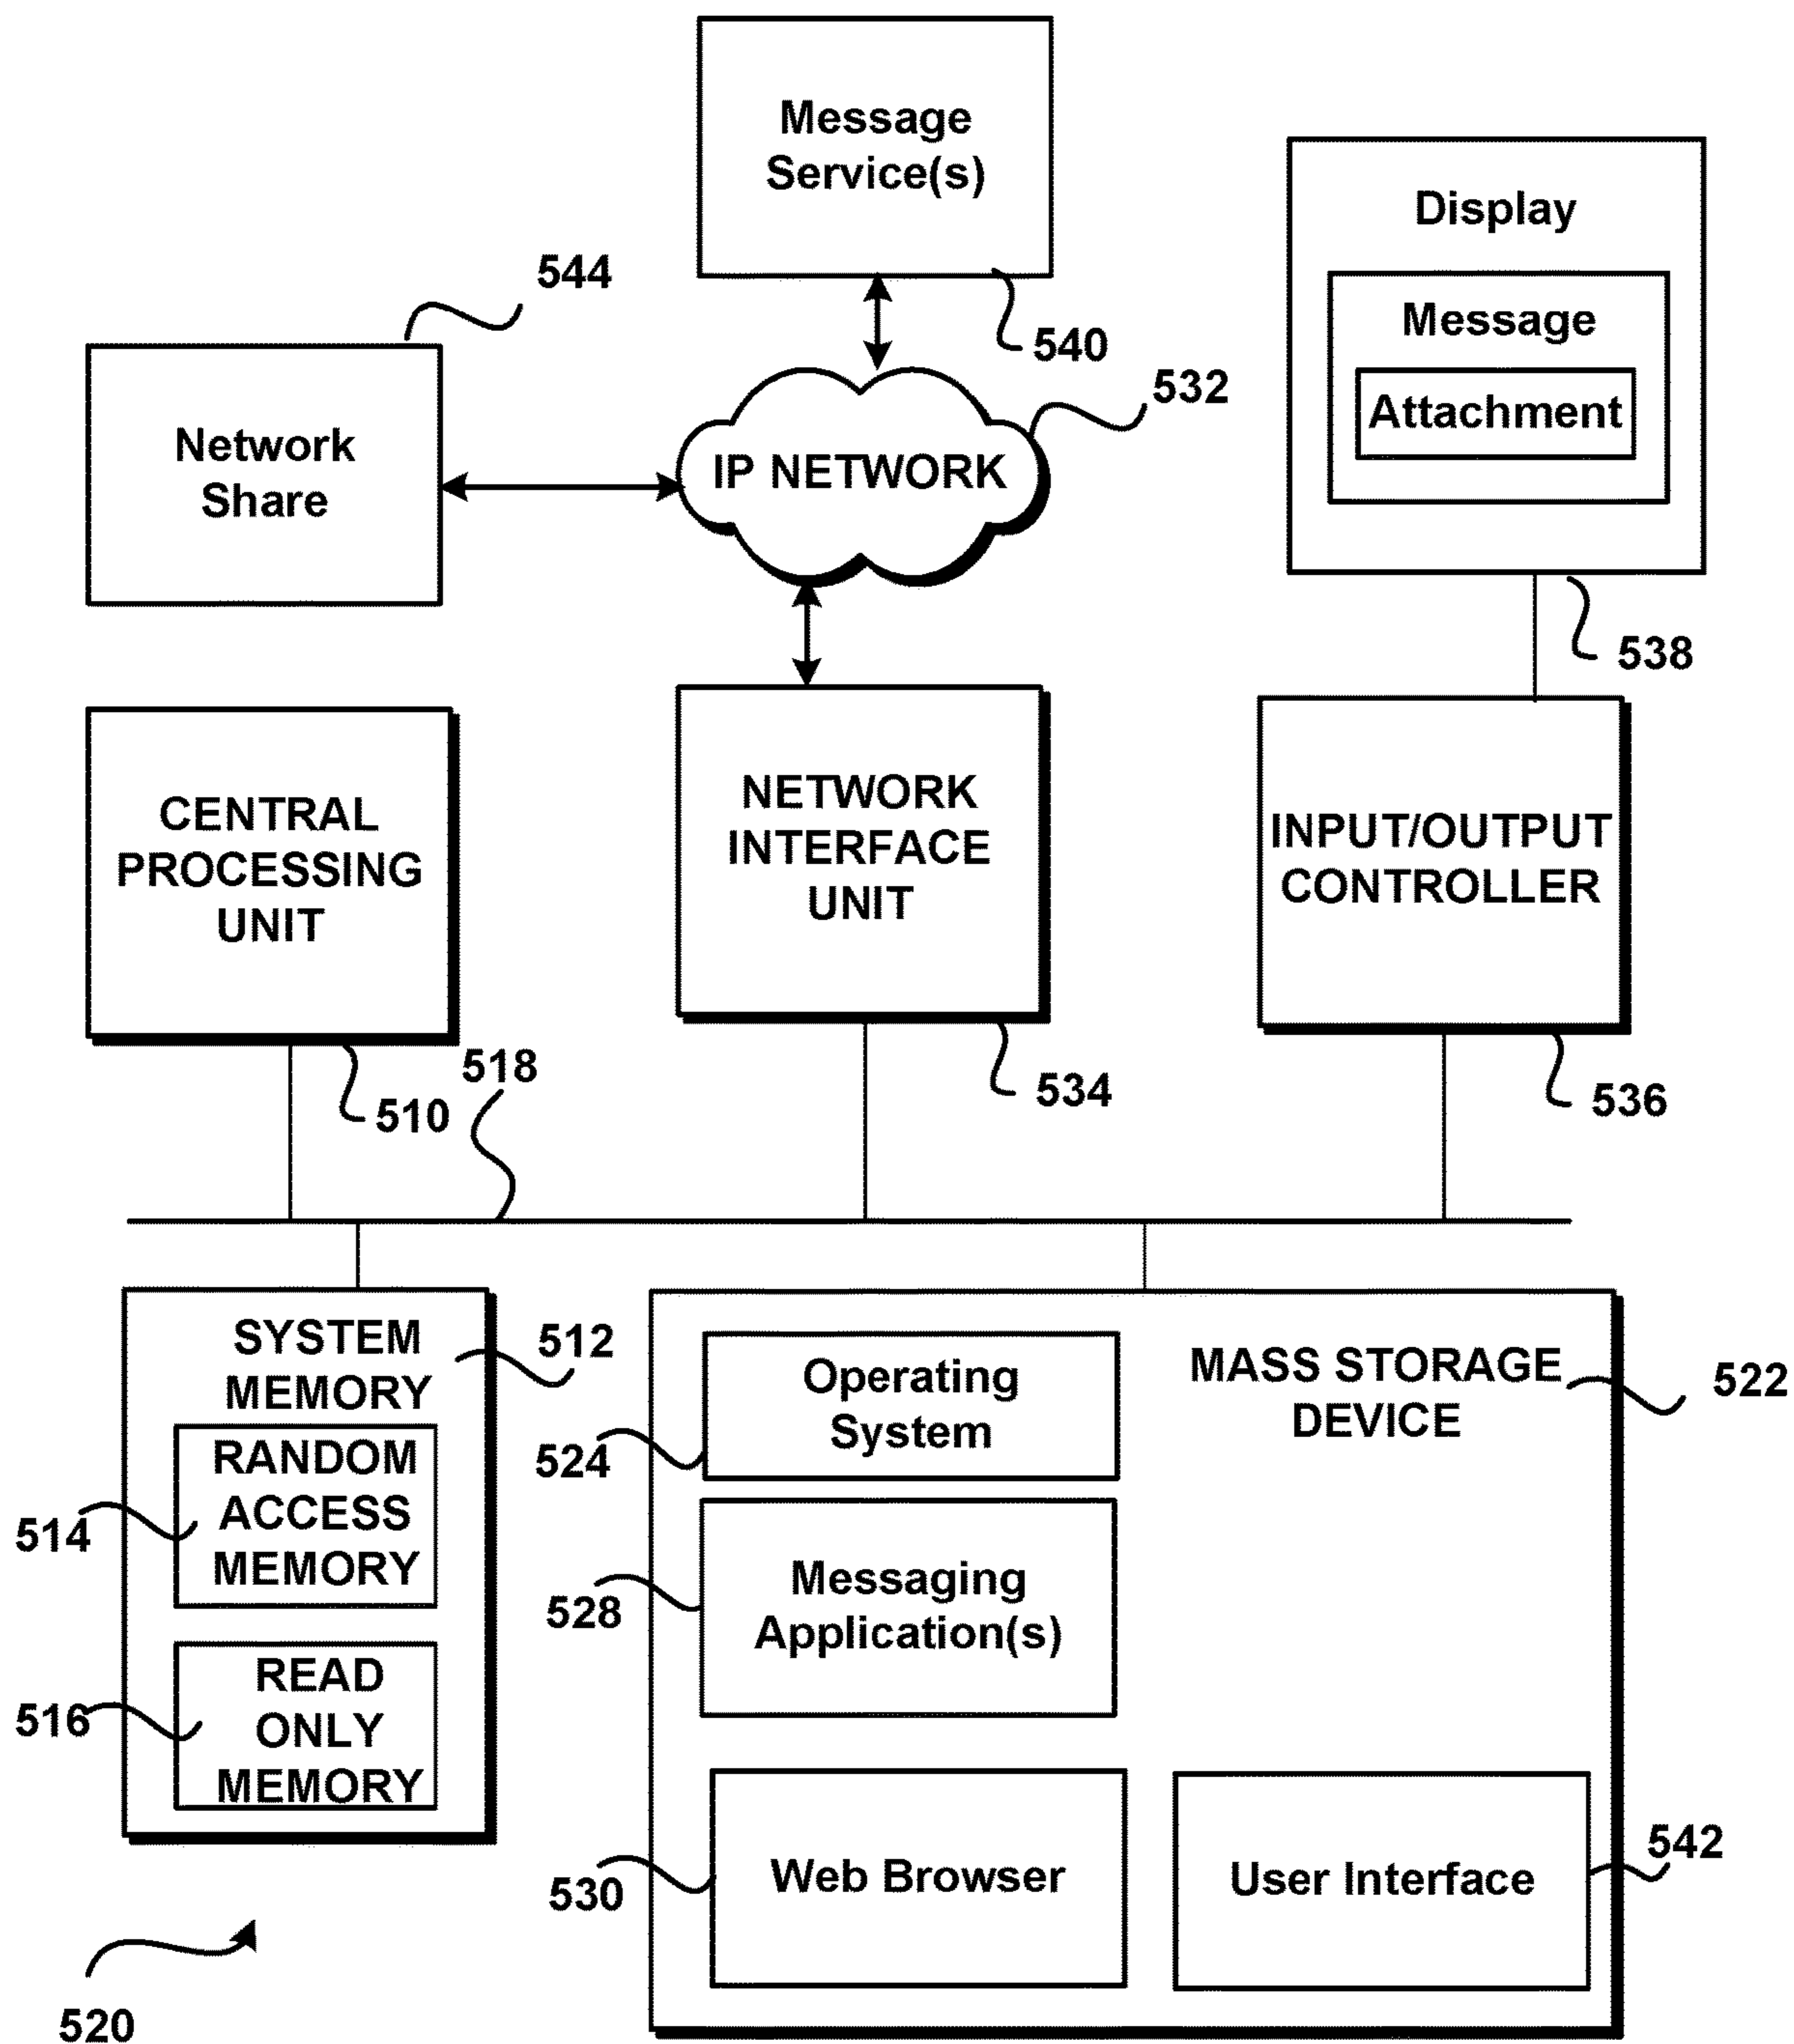 Message
Service(s)
540
Display
Message
Attachment
538
544
Network
Share
532
IP NETWORK
CENTRAL
PROCESSING
UNIT
510
NETWORK
INTERFACE
UNIT
534
INPUT/OUTPUT
CONTROLLER
536
518
SYSTEM
MEMORY
512
RANDOM
ACCESS
MEMORY
514
READ
ONLY
MEMORY
516
MASS STORAGE
DEVICE
522
Operating
System
524
Messaging
Application(s)
528
Web Browser
530
User Interface
542
520